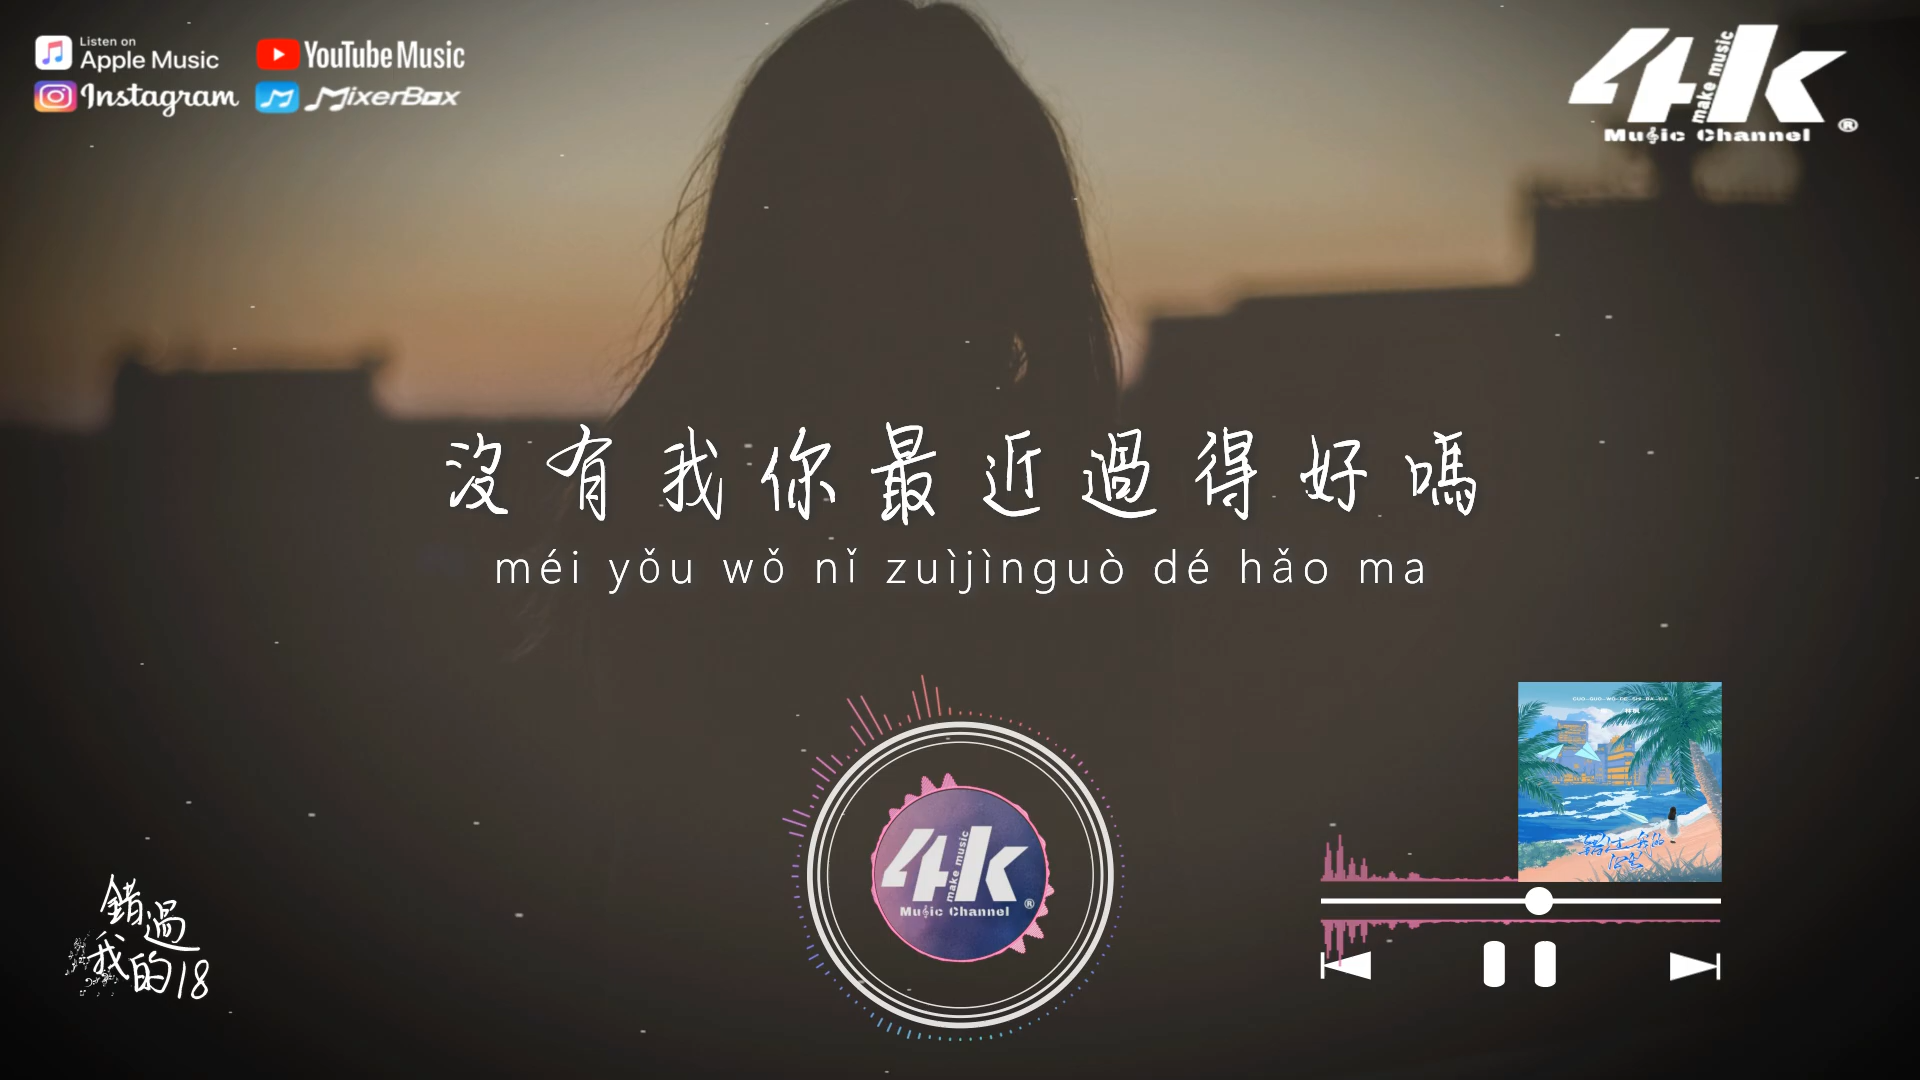 Listen on
Apple Music
YouTube Music
Instagram
MixerBox
4k
make music
Music Channel
®
沒有我你最近過得好嗎
méi yǒu wǒ nǐ zuìjìnguò dé hǎo ma
4k
make music
Music Channel
®
錯過
我的18